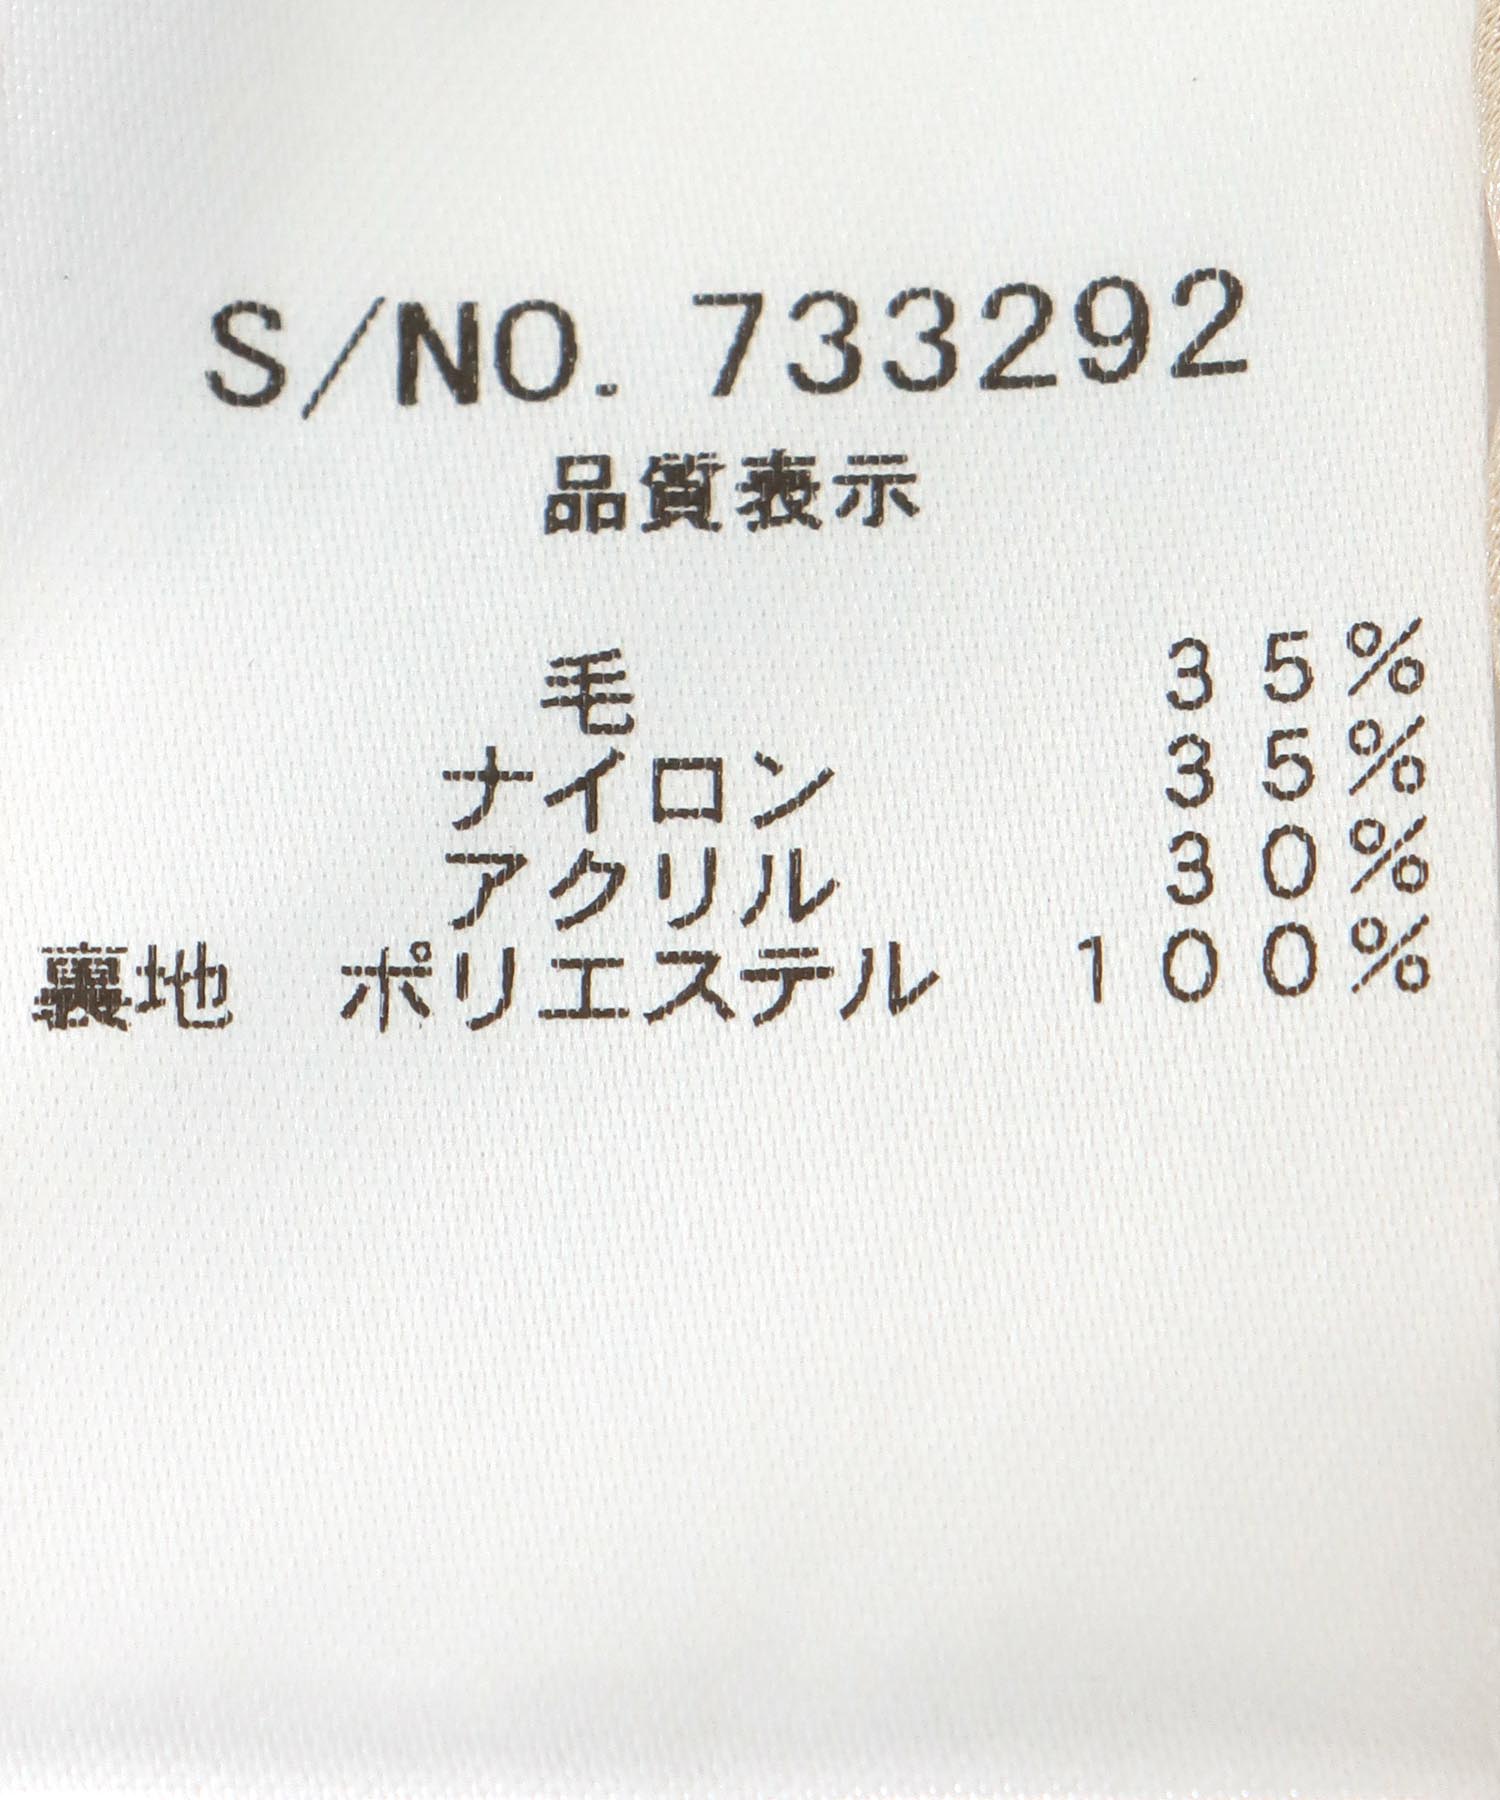 S/NO. 733292
品質表示
毛 35%
ナイロン 35%
アクリル 30%
裏地 ポリエステル 100%